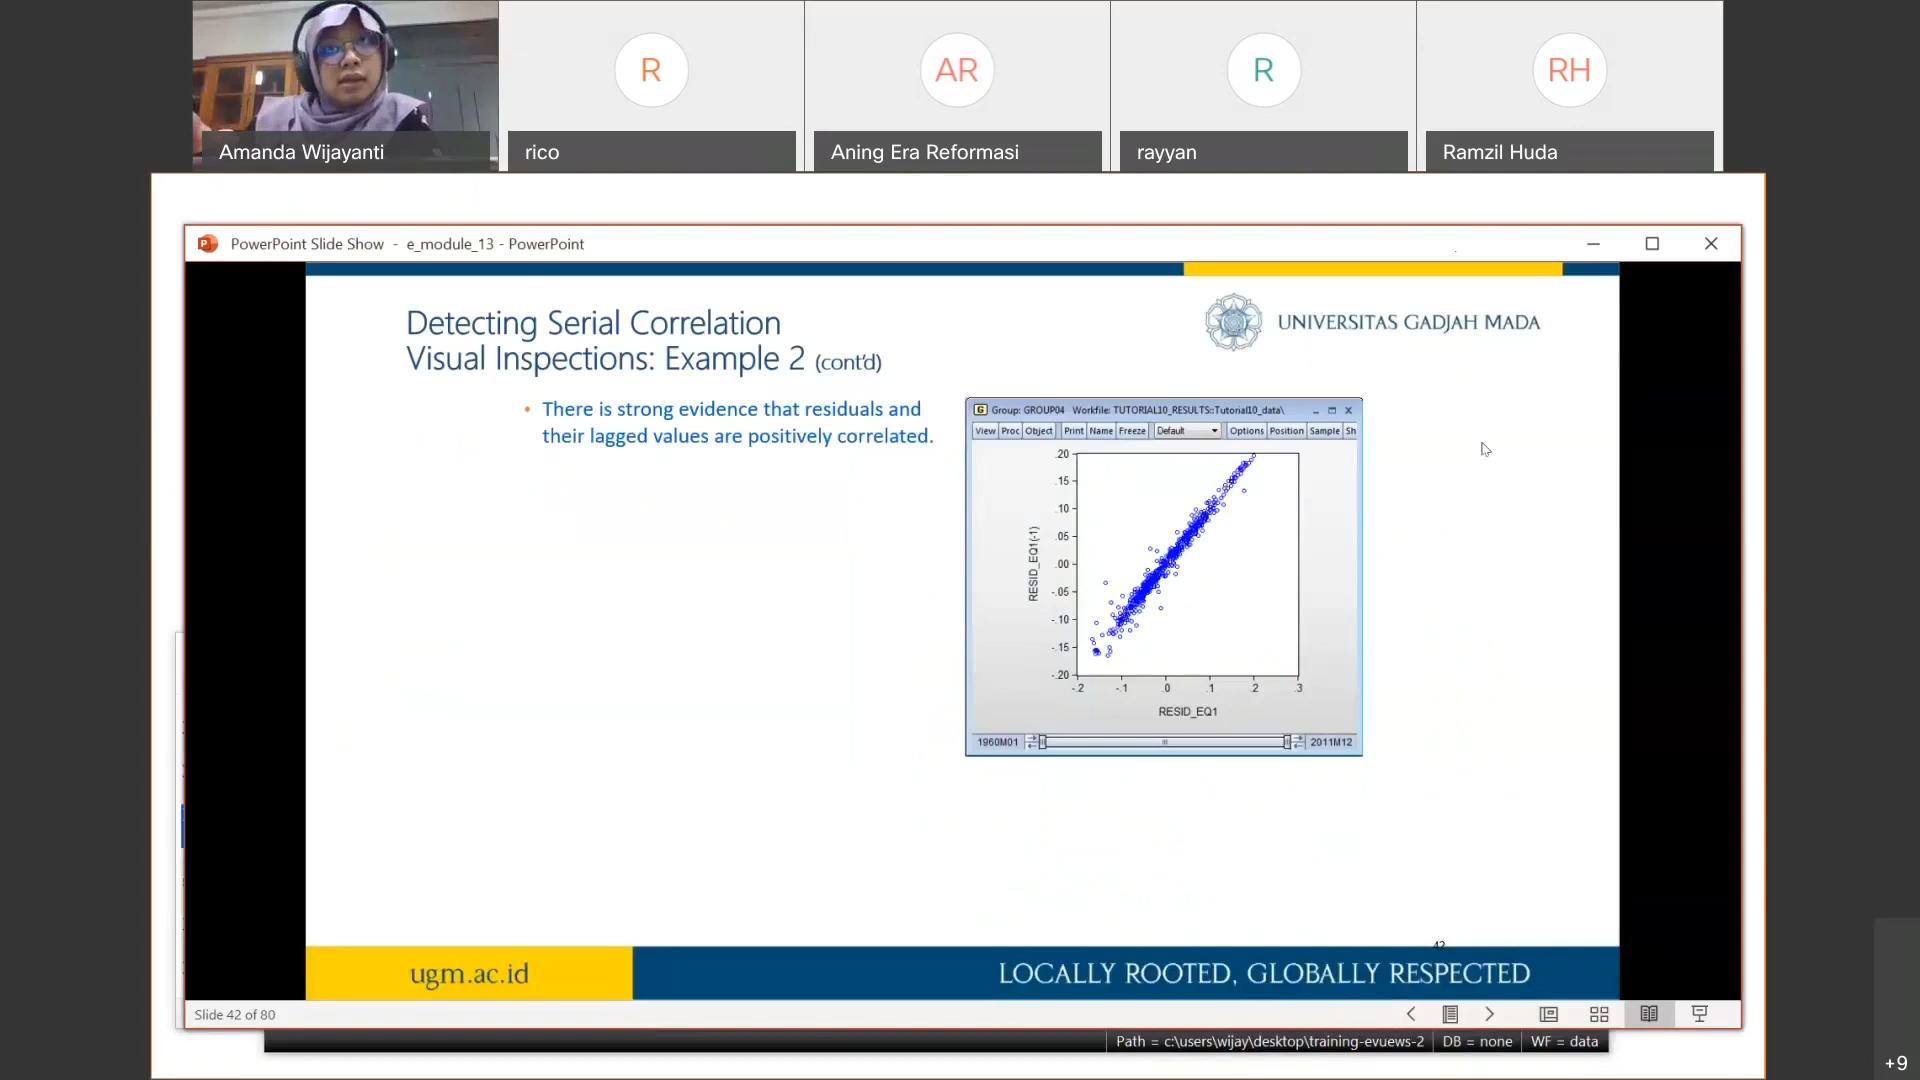 R
AR
R
RH
Amanda Wijayanti
rico
Aning Era Reformasi
rayyan
Ramzil Huda
PowerPoint Slide Show - e_module_13 - PowerPoint
Detecting Serial Correlation
Visual Inspections: Example 2 (cont'd)
UNIVERSITAS GADJAH MADA
• There is strong evidence that residuals and
their lagged values are positively correlated.
Group: GROUP04 Workfile: TUTORIAL10_RESULTS::Tutorial10_data\
View Proc Object Print Name Freeze Default Options Position Sample Sh
.20
.15
.10
.05
.00
-.05
-.10
-.15
-.20
RESID_EQ1(-1)
-.2 -.1 .0 .1 .2 .3
RESID_EQ1
1960M01 2011M12
42
ugm.ac.id
LOCALLY ROOTED, GLOBALLY RESPECTED
Slide 42 of 80
Path = c:\users\wijay\desktop\training-evuews-2 DB = none WF = data
+9